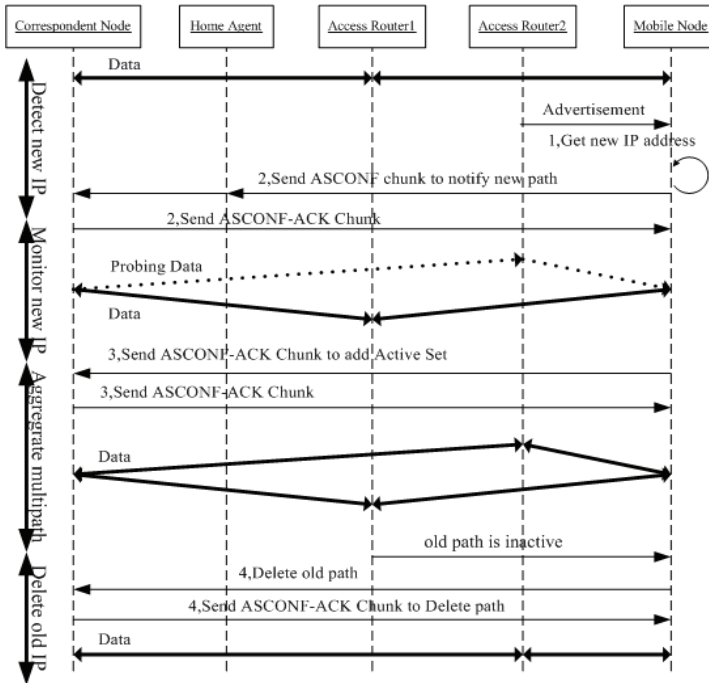 Correspondent Node
Home Agent
Access Router1
Access Router2
Mobile Node
Detect new IP
Data
Advertisement
1,Get new IP address
2,Send ASCONF chunk to notify new path
2,Send ASCONF-ACK Chunk
Monitor new IP
Probing Data
Data
3,Send ASCONF-ACK Chunk to add Active Set
Aggregrate multipath
3,Send ASCONF-ACK Chunk
Data
old path is inactive
Delete old IP
4,Delete old path
4,Send ASCONF-ACK Chunk to Delete path
Data